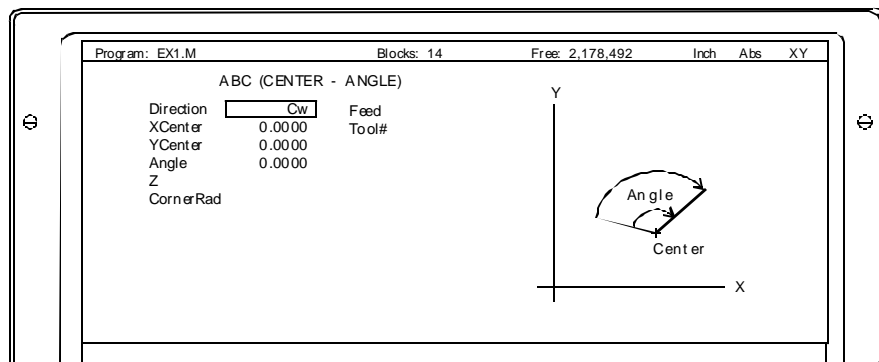 Program: EX1.M Blocks: 14 Free: 2,178,492 Inch Abs XY
ABC (CENTER - ANGLE)
Direction Cw Feed
XCenter 0.0000 Tool#
YCenter 0.0000
Angle 0.0000
Z
CornerRad
Y
Angle
Center
X